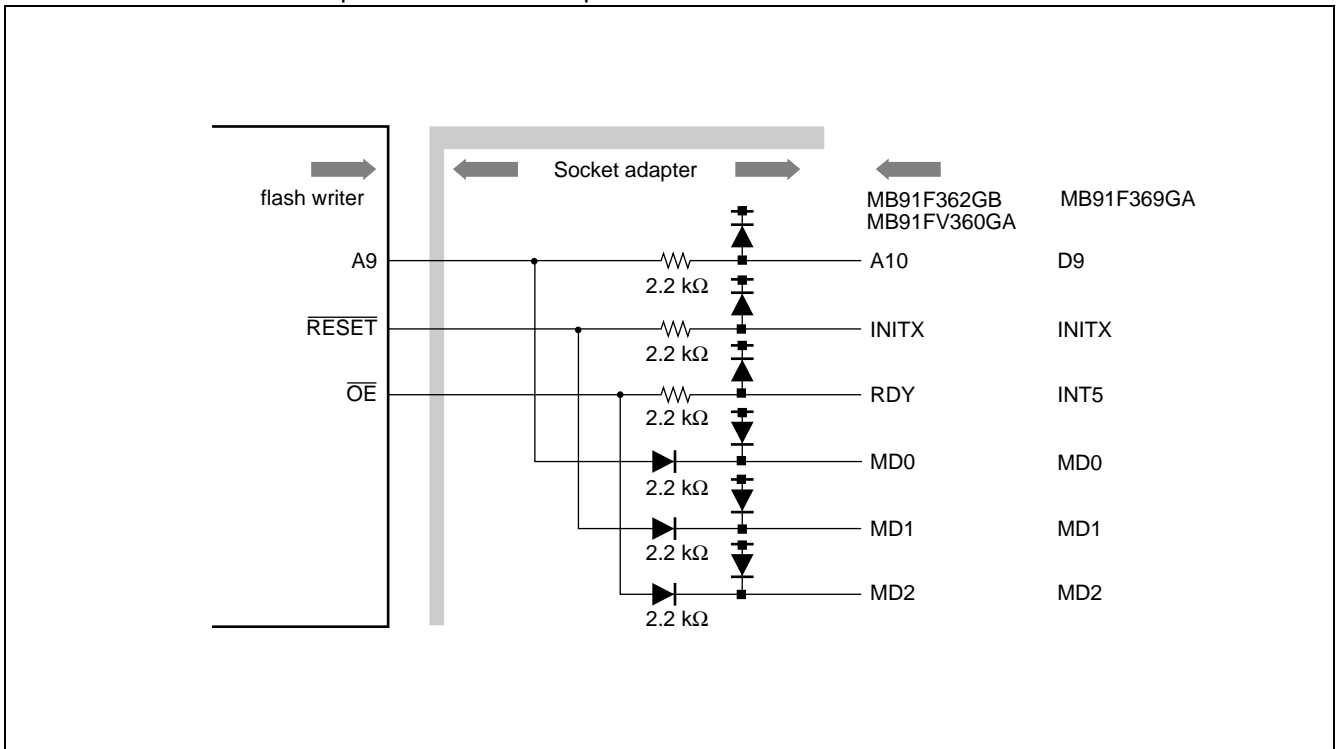 Socket adapter
flash writer
MB91F362GB MB91F369GA
MB91FV360GA
A9 A10 D9
2.2 kΩ
RESET INITX INITX
2.2 kΩ
OE RDY INT5
2.2 kΩ
MD0 MD0
2.2 kΩ
MD1 MD1
2.2 kΩ
MD2 MD2
2.2 kΩ